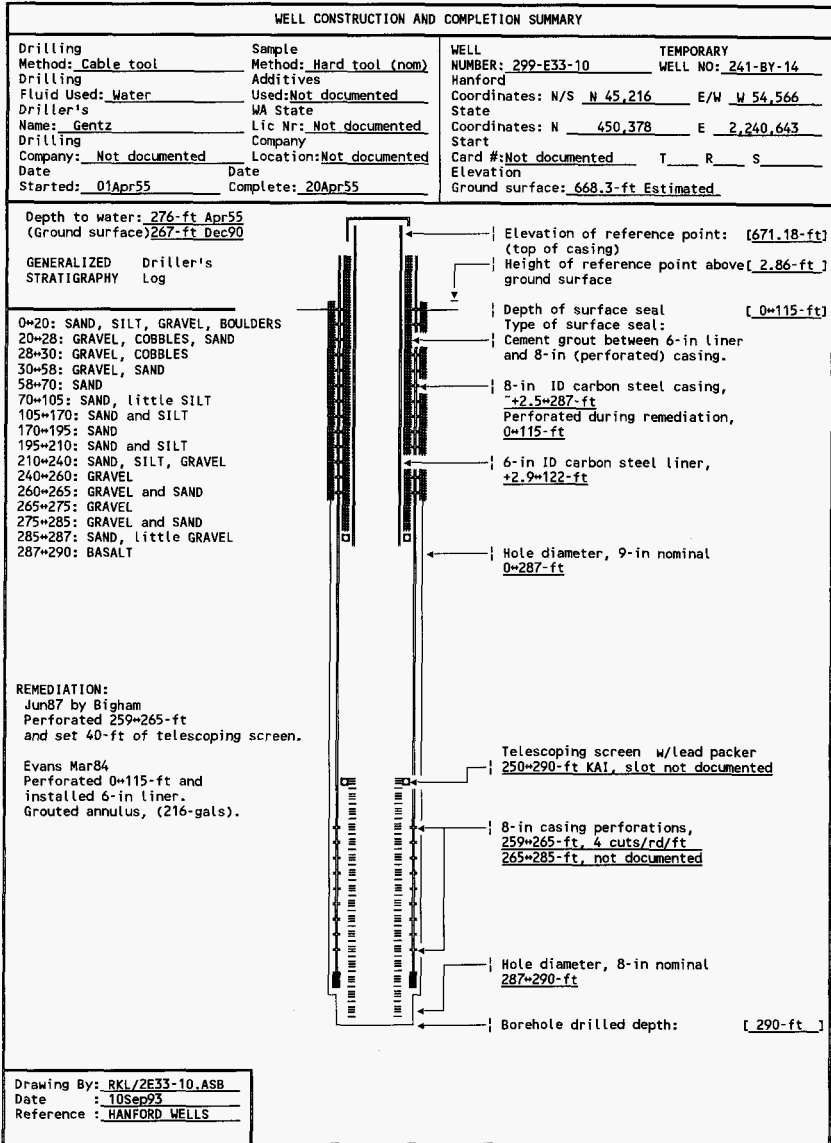 WELL CONSTRUCTION AND COMPLETION SUMMARY
Drilling Method: Cable tool
Sample Method: Hard tool (nom)
Drilling Fluid Used: Water
Additives Used:Not documented
Driller's Name: Gentz
WA State Lic Nr: Not documented
Drilling Company: Not documented
Company Location:Not documented
Date Started: 01Apr55
Date Complete: 20Apr55
WELL NUMBER: 299-E33-10
TEMPORARY WELL NO: 241-BY-14
Hanford Coordinates: N/S N 45,216 E/W W 54,566
State Coordinates: N 450,378 E 2,240,643
Start Card #:Not documented T R S
Elevation Ground surface: 668.3-ft Estimated
Depth to water: 276-ft Apr55
(Ground surface)267-ft Dec90
GENERALIZED Driller's
STRATIGRAPHY Log
0↔20: SAND, SILT, GRAVEL, BOULDERS
20↔28: GRAVEL, COBBLES, SAND
28↔30: GRAVEL, COBBLES
30↔58: GRAVEL, SAND
58↔70: SAND
70↔105: SAND, little SILT
105↔170: SAND and SILT
170↔195: SAND
195↔210: SAND and SILT
210↔240: SAND, SILT, GRAVEL
240↔260: GRAVEL
260↔265: GRAVEL and SAND
265↔275: GRAVEL
275↔285: GRAVEL and SAND
285↔287: SAND, little GRAVEL
287↔290: BASALT
REMEDIATION:
Jun87 by Bigham
Perforated 259↔265-ft
and set 40-ft of telescoping screen.
Evans Mar84
Perforated 0↔115-ft and
installed 6-in liner.
Grouted annulus, (216-gals).
Elevation of reference point: [671.18-ft]
(top of casing)
Height of reference point above[ 2.86-ft ]
ground surface
Depth of surface seal [ 0↔115-ft]
Type of surface seal:
Cement grout between 6-in liner
and 8-in (perforated) casing.
8-in ID carbon steel casing,
~+2.5↔287-ft
Perforated during remediation,
0↔115-ft
6-in ID carbon steel liner,
+2.9↔122-ft
Hole diameter, 9-in nominal
0↔287-ft
Telescoping screen w/lead packer
250↔290-ft KAI, slot not documented
8-in casing perforations,
259↔265-ft, 4 cuts/rd/ft
265↔285-ft, not documented
Hole diameter, 8-in nominal
287↔290-ft
Borehole drilled depth: [ 290-ft ]
Drawing By: RKL/2E33-10.ASB
Date : 10Sep93
Reference : HANFORD WELLS